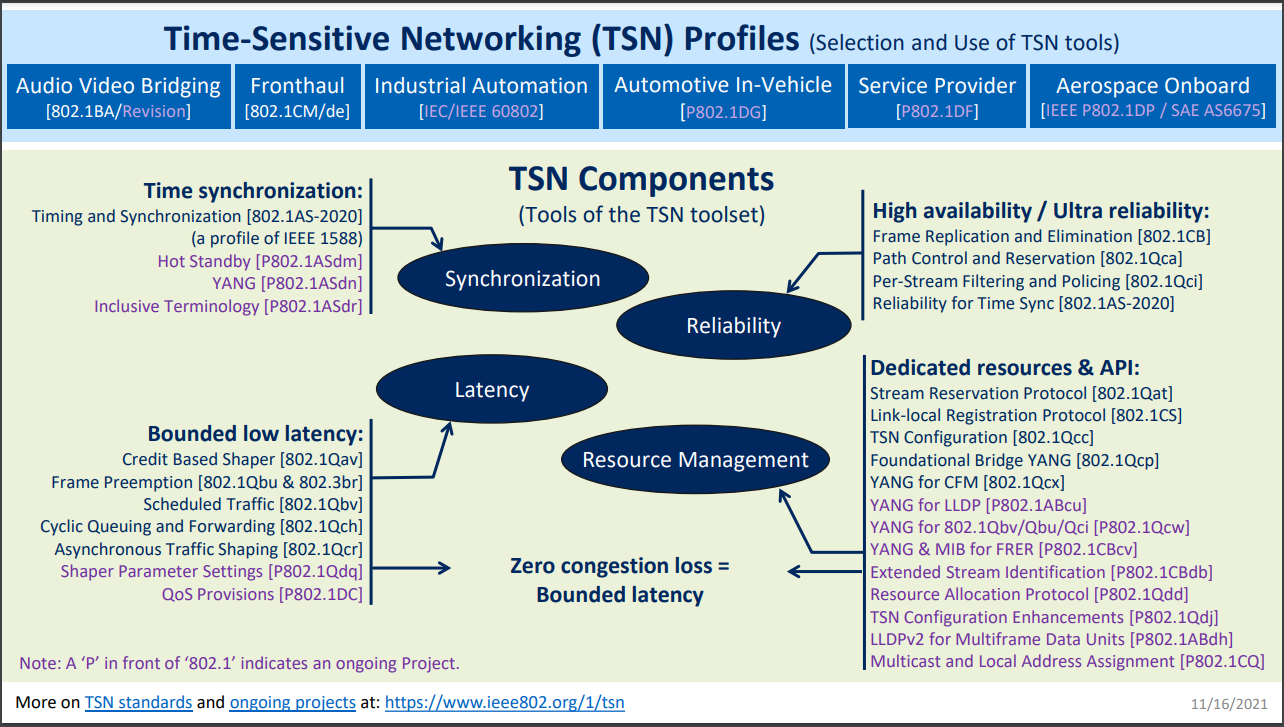 Time-Sensitive Networking (TSN) Profiles (Selection and Use of TSN tools)
Audio Video Bridging
[802.1BA/Revision]
Fronthaul
[802.1CM/de]
Industrial Automation
[IEC/IEEE 60802]
Automotive In-Vehicle
[P802.1DG]
Service Provider
[P802.1DF]
Aerospace Onboard
[IEEE P802.1DP / SAE AS6675]
TSN Components
(Tools of the TSN toolset)
Time synchronization:
Timing and Synchronization [802.1AS-2020]
(a profile of IEEE 1588)
Hot Standby [P802.1ASdm]
YANG [P802.1ASdn]
Inclusive Terminology [P802.1ASdr]
Synchronization
High availability / Ultra reliability:
Frame Replication and Elimination [802.1CB]
Path Control and Reservation [802.1Qca]
Per-Stream Filtering and Policing [802.1Qci]
Reliability for Time Sync [802.1AS-2020]
Reliability
Latency
Bounded low latency:
Credit Based Shaper [802.1Qav]
Frame Preemption [802.1Qbu & 802.3br]
Scheduled Traffic [802.1Qbv]
Cyclic Queuing and Forwarding [802.1Qch]
Asynchronous Traffic Shaping [802.1Qcr]
Shaper Parameter Settings [P802.1Qdq]
QoS Provisions [P802.1DC]
Resource Management
Dedicated resources & API:
Stream Reservation Protocol [802.1Qat]
Link-local Registration Protocol [802.1CS]
TSN Configuration [802.1Qcc]
Foundational Bridge YANG [802.1Qcp]
YANG for CFM [802.1Qcx]
YANG for LLDP [P802.1ABcu]
YANG for 802.1Qbv/Qbu/Qci [P802.1Qcw]
YANG & MIB for FRER [P802.1CBcv]
Extended Stream Identification [P802.1CBdb]
Resource Allocation Protocol [P802.1Qdd]
TSN Configuration Enhancements [P802.1Qdj]
LLDPv2 for Multiframe Data Units [P802.1ABdh]
Multicast and Local Address Assignment [P802.1CQ]
Zero congestion loss =
Bounded latency
Note: A ‘P’ in front of ‘802.1’ indicates an ongoing Project.
More on TSN standards and ongoing projects at: https://www.ieee802.org/1/tsn
11/16/2021